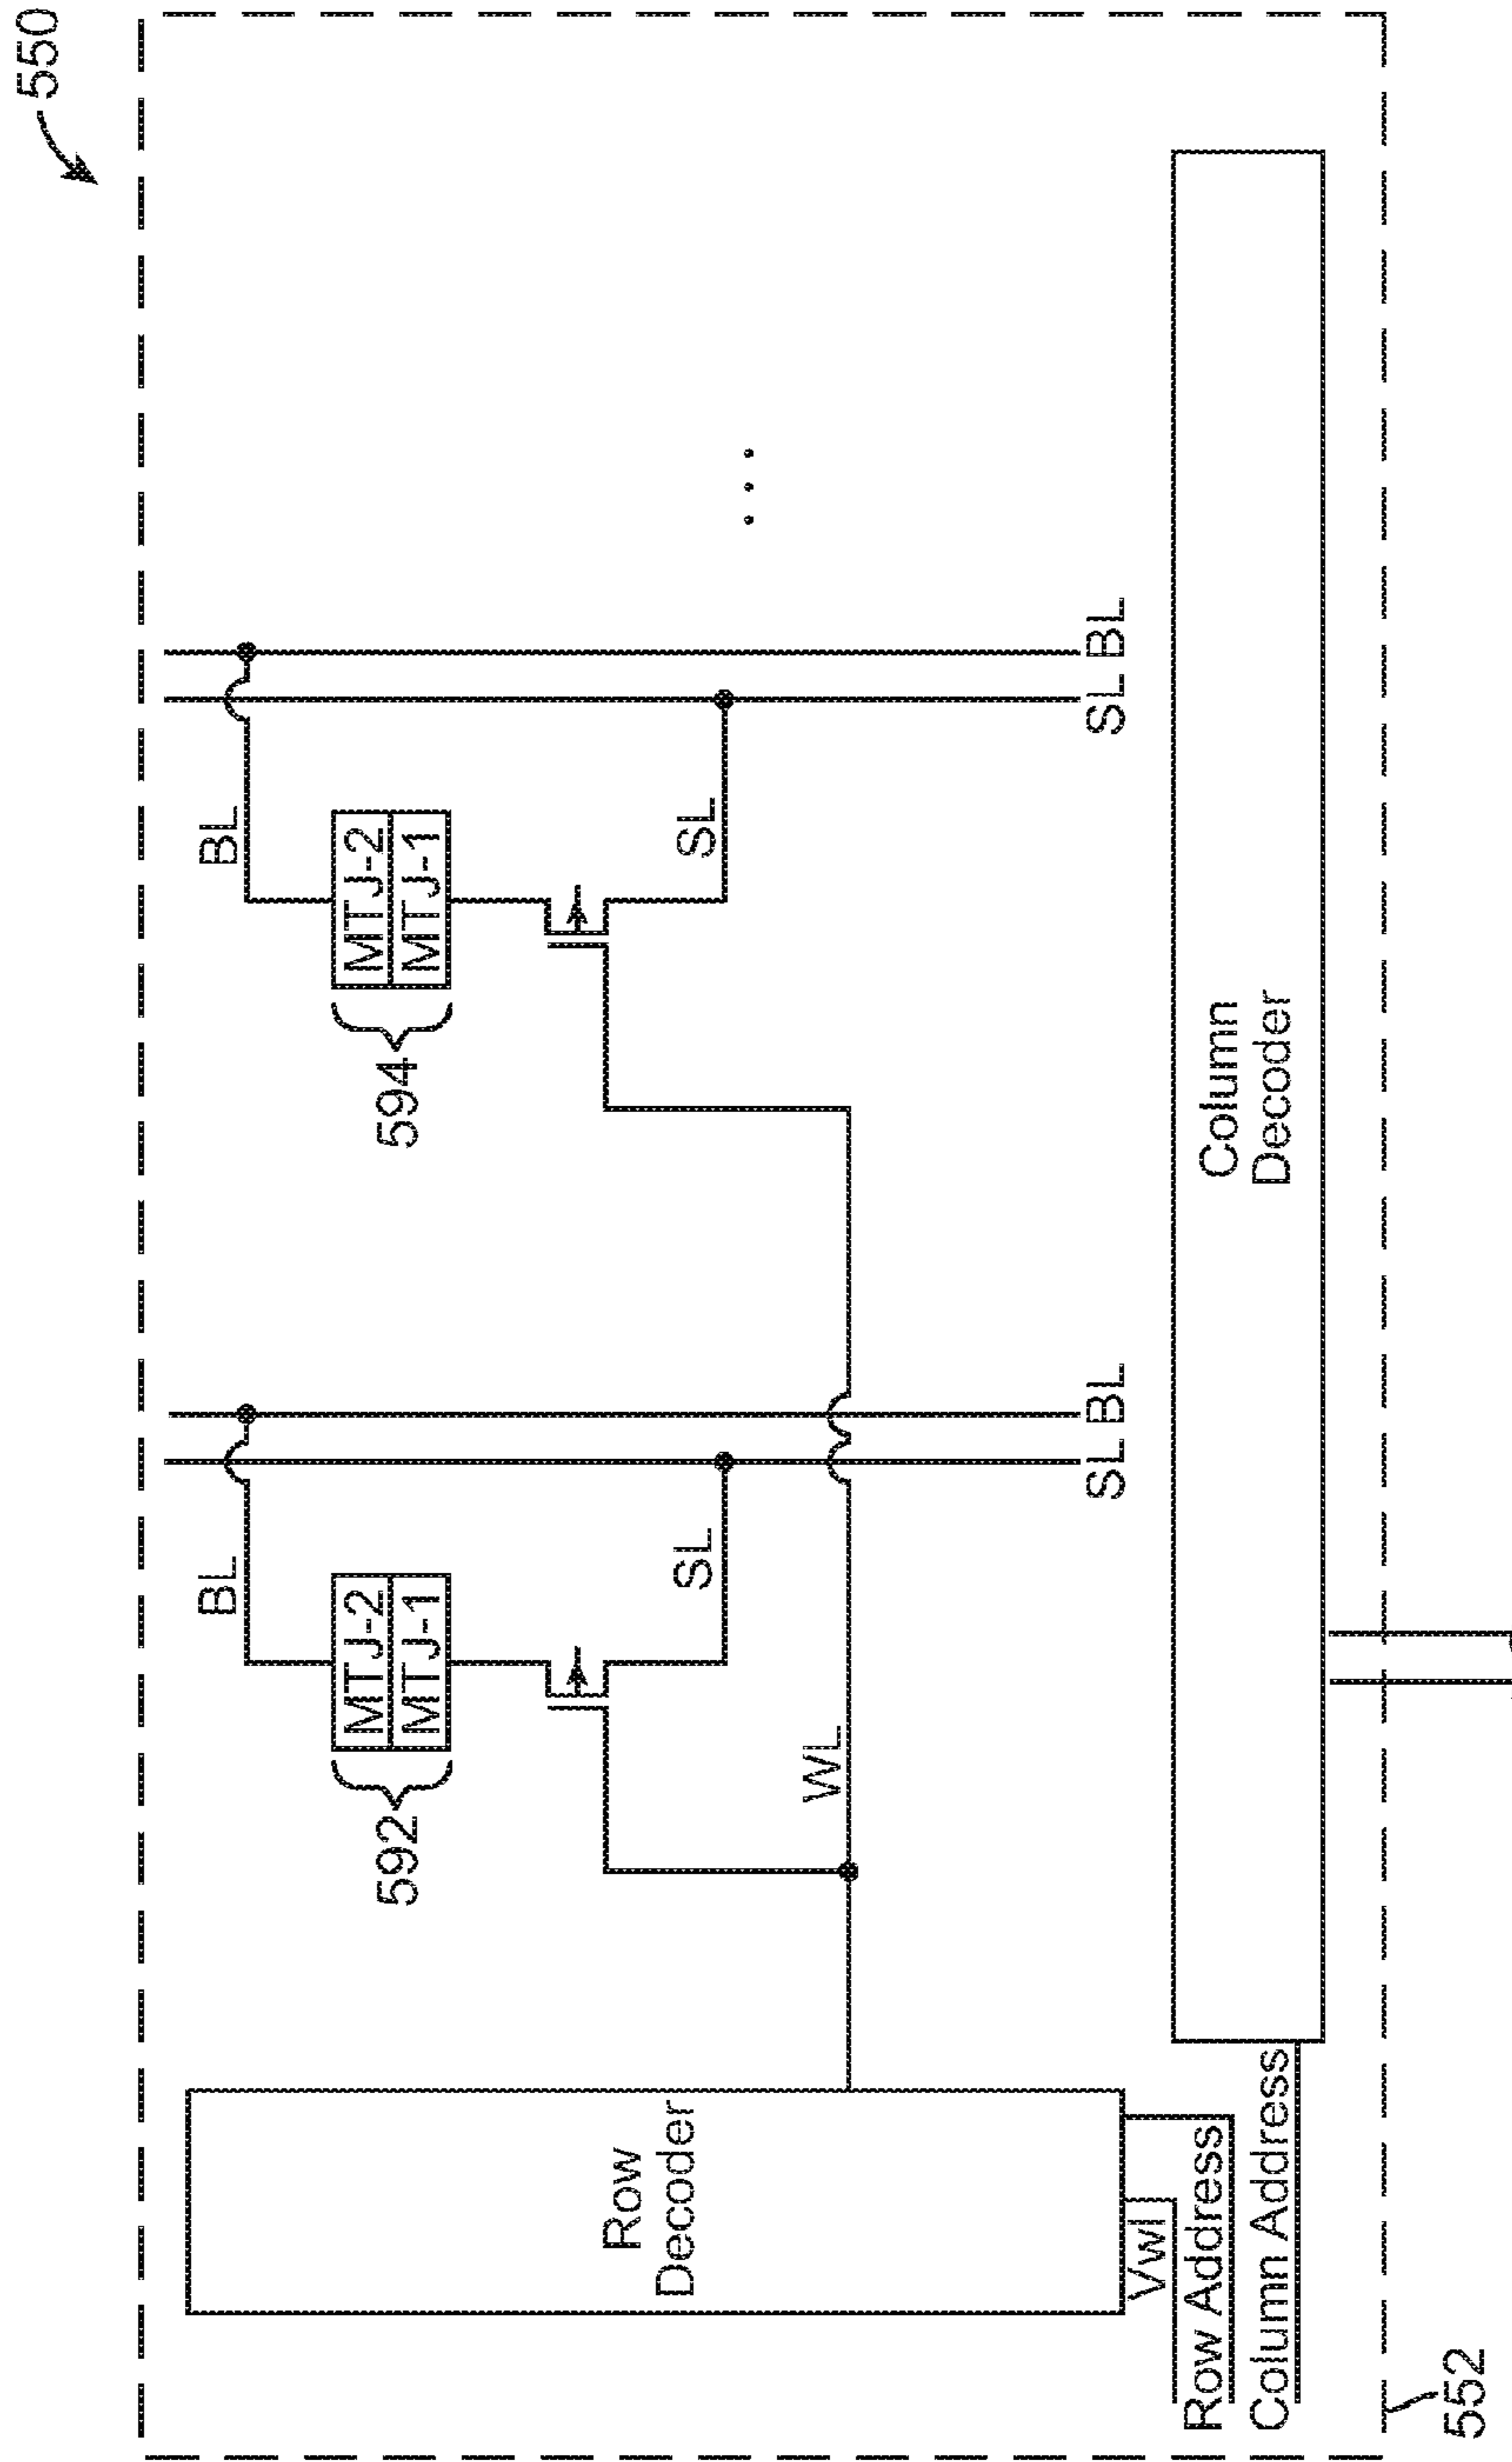 550
BL
BL
MTJ-2
MTJ-1
MTJ-2
MTJ-1
592
594
Row
Decoder
SL
SL
WL
SL BL
SL BL
Vwl
Row Address
Column Address
Column
Decoder
552